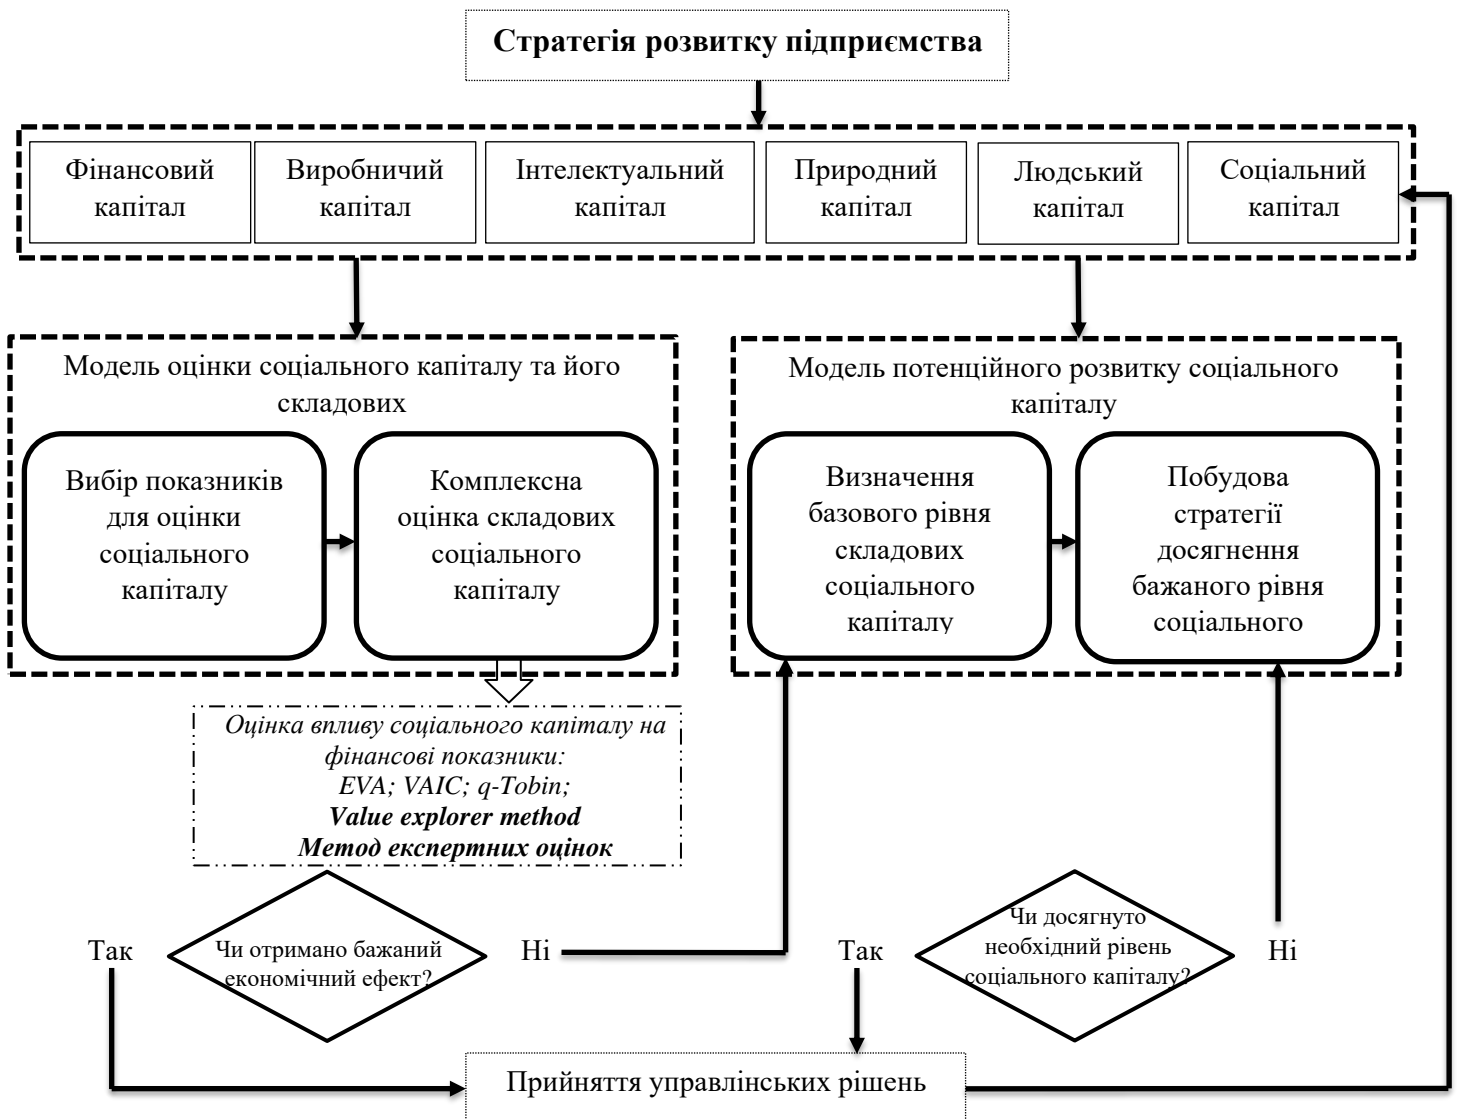 Стратегія розвитку підприємства
Фінансовий
капітал
Виробничий
капітал
Інтелектуальний
капітал
Природний
капітал
Людський
капітал
Соціальний
капітал
Модель оцінки соціального капіталу та його
складових
Вибір показників
для оцінки
соціального
капіталу
Комплексна
оцінка складових
соціального
капіталу
Модель потенційного розвитку соціального
капіталу
Визначення
базового рівня
складових
соціального
капіталу
Побудова
стратегії
досягнення
бажаного рівня
соціального
Оцінка впливу соціального капіталу на
фінансові показники:
EVA; VAIC; q-Tobin;
Value explorer method
Метод експертних оцінок
Так
Чи отримано бажаний
економічний ефект?
Ні
Так
Чи досягнуто
необхідний рівень
соціального капіталу?
Ні
Прийняття управлінських рішень